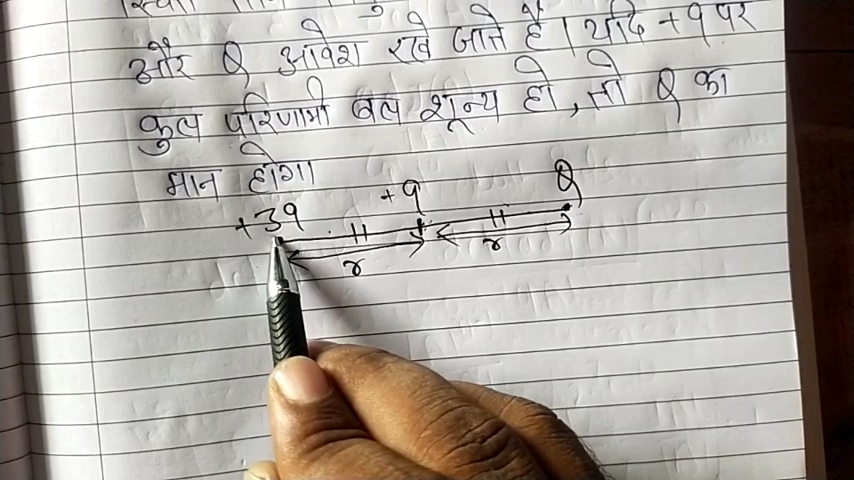 और Q आवेश रखे जाते है। यदि +q पर
कुल परिणामी बल शून्य हो, तो Q का
मान होगा
+3q +q Q
r r